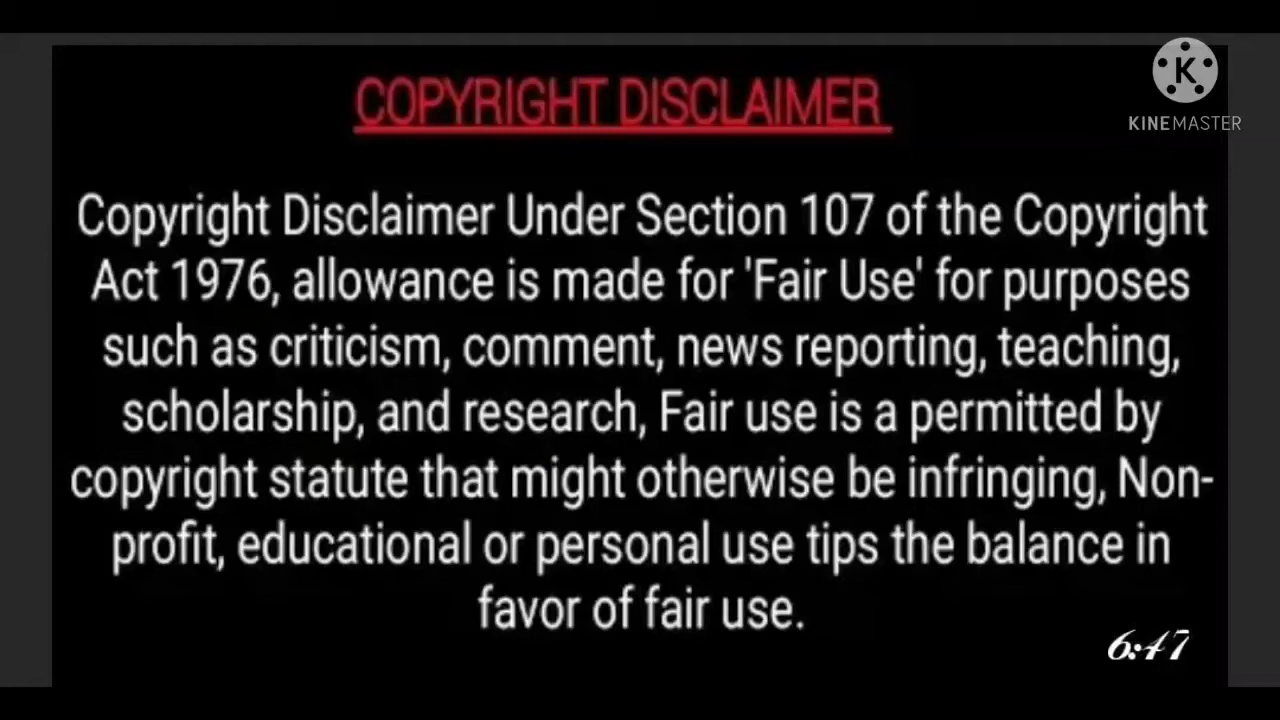 COPYRIGHT DISCLAIMER
K
KINEMASTER
Copyright Disclaimer Under Section 107 of the Copyright
Act 1976, allowance is made for 'Fair Use' for purposes
such as criticism, comment, news reporting, teaching,
scholarship, and research, Fair use is a permitted by
copyright statute that might otherwise be infringing, Non-
profit, educational or personal use tips the balance in
favor of fair use.
6:47